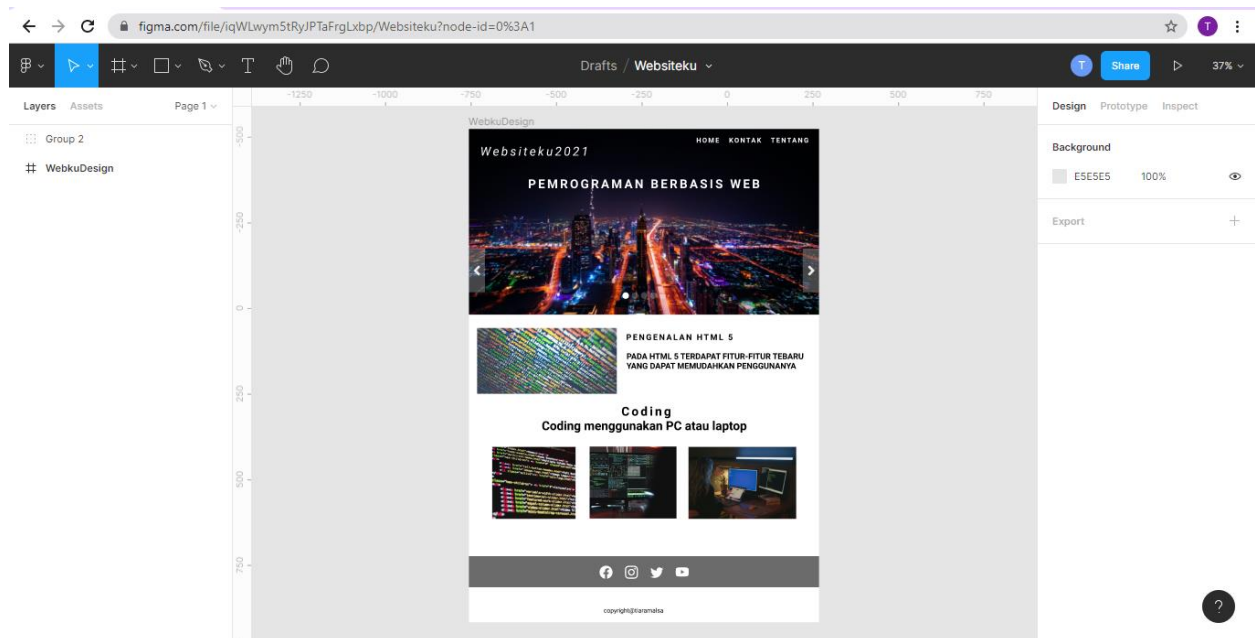 figma.com/file/iqWLwym5tRyJPTaFrgLxbp/Websiteku?node-id=0%3A1
T
Drafts / Websiteku
T
Share
37%
Layers
Assets
Page 1
-1250
-1000
-750
-500
-250
0
250
500
750
Design
Prototype
Inspect
Group 2
WebkuDesign
-500
-250
0
250
500
750
Background
E5E5E5
100%
Export
WebkuDesign
Websiteku2021
HOME KONTAK TENTANG
PEMROGRAMAN BERBASIS WEB
PENGENALAN HTML 5
PADA HTML 5 TERDAPAT FITUR-FITUR TEBARU
YANG DAPAT MEMUDAHKAN PENGGUNANYA
Coding
Coding menggunakan PC atau laptop
copyright@tiaramalsa
?